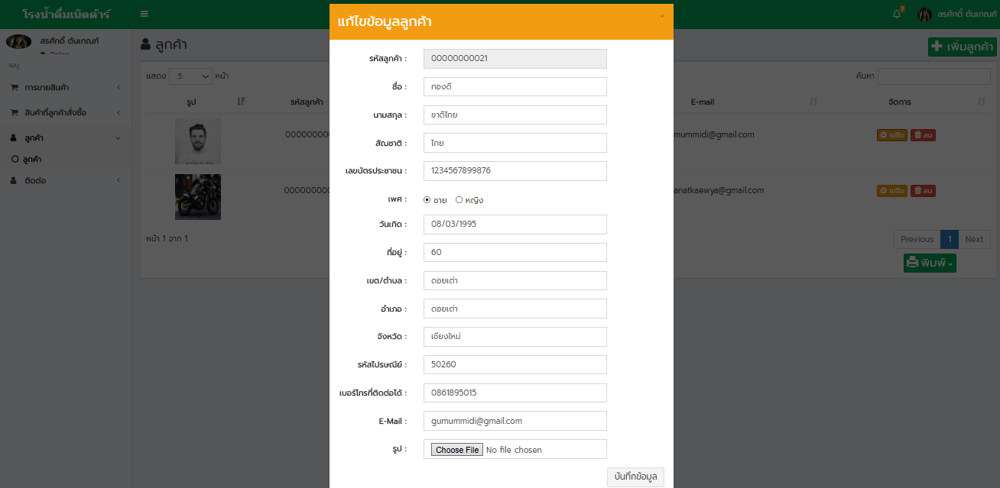 โรงน้ำดื่มเน็ตต้าร์
สรศักดิ์ ตันเกณฑ์
สรศักดิ์ ตันเกณฑ์
Online
เมนู
การขายสินค้า
สินค้าที่ลูกค้าสั่งซื้อ
ลูกค้า
ลูกค้า
ติดต่อ
ลูกค้า
เพิ่มลูกค้า
แสดง 5 หน้า
ค้นหา
รูป รหัสลูกค้า E-mail จัดการ
mummidi@gmail.com แก้ไข ลบ
anatkaewya@gmail.com แก้ไข ลบ
หน้า 1 จาก 1
Previous 1 Next
พิมพ์
แก้ไขข้อมูลลูกค้า ×
รหัสลูกค้า : 00000000021
ชื่อ : ทองดี
นามสกุล : ชาติไทย
สัณชาติ : ไทย
เลขบัตรประชาชน : 1234567899876
เพศ : ชาย หญิง
วันเกิด : 08/03/1995
ที่อยู่ : 60
เขต/ตำบล : ดอยเต่า
อำเภอ : ดอยเต่า
จังหวัด : เชียงใหม่
รหัสไปรษณีย์ : 50260
เบอร์โทรที่ติดต่อได้ : 0861895015
E-Mail : gumummidi@gmail.com
รูป : Choose File No file chosen
บันทึกข้อมูล